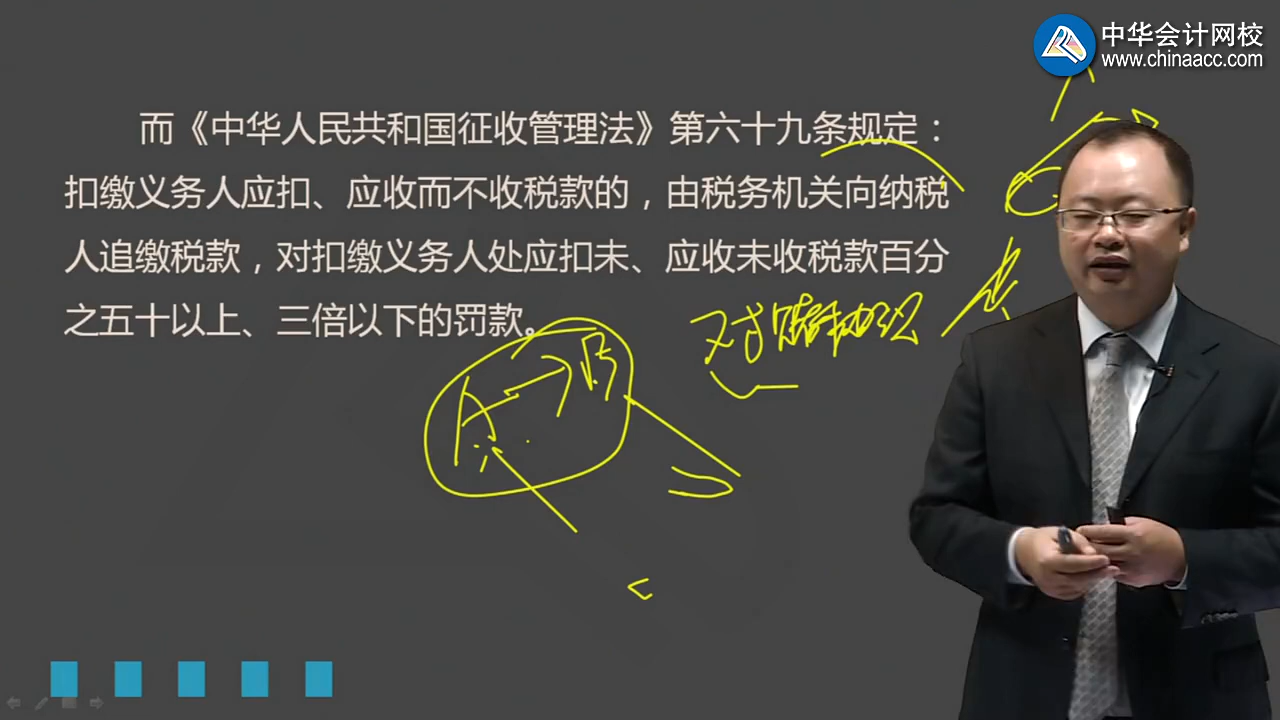 中华会计网校
www.chinaacc.com
而《中华人民共和国征收管理法》第六十九条规定：
扣缴义务人应扣、应收而不收税款的，由税务机关向纳税
人追缴税款，对扣缴义务人处应扣未、应收未收税款百分
之五十以上、三倍以下的罚款。
A B